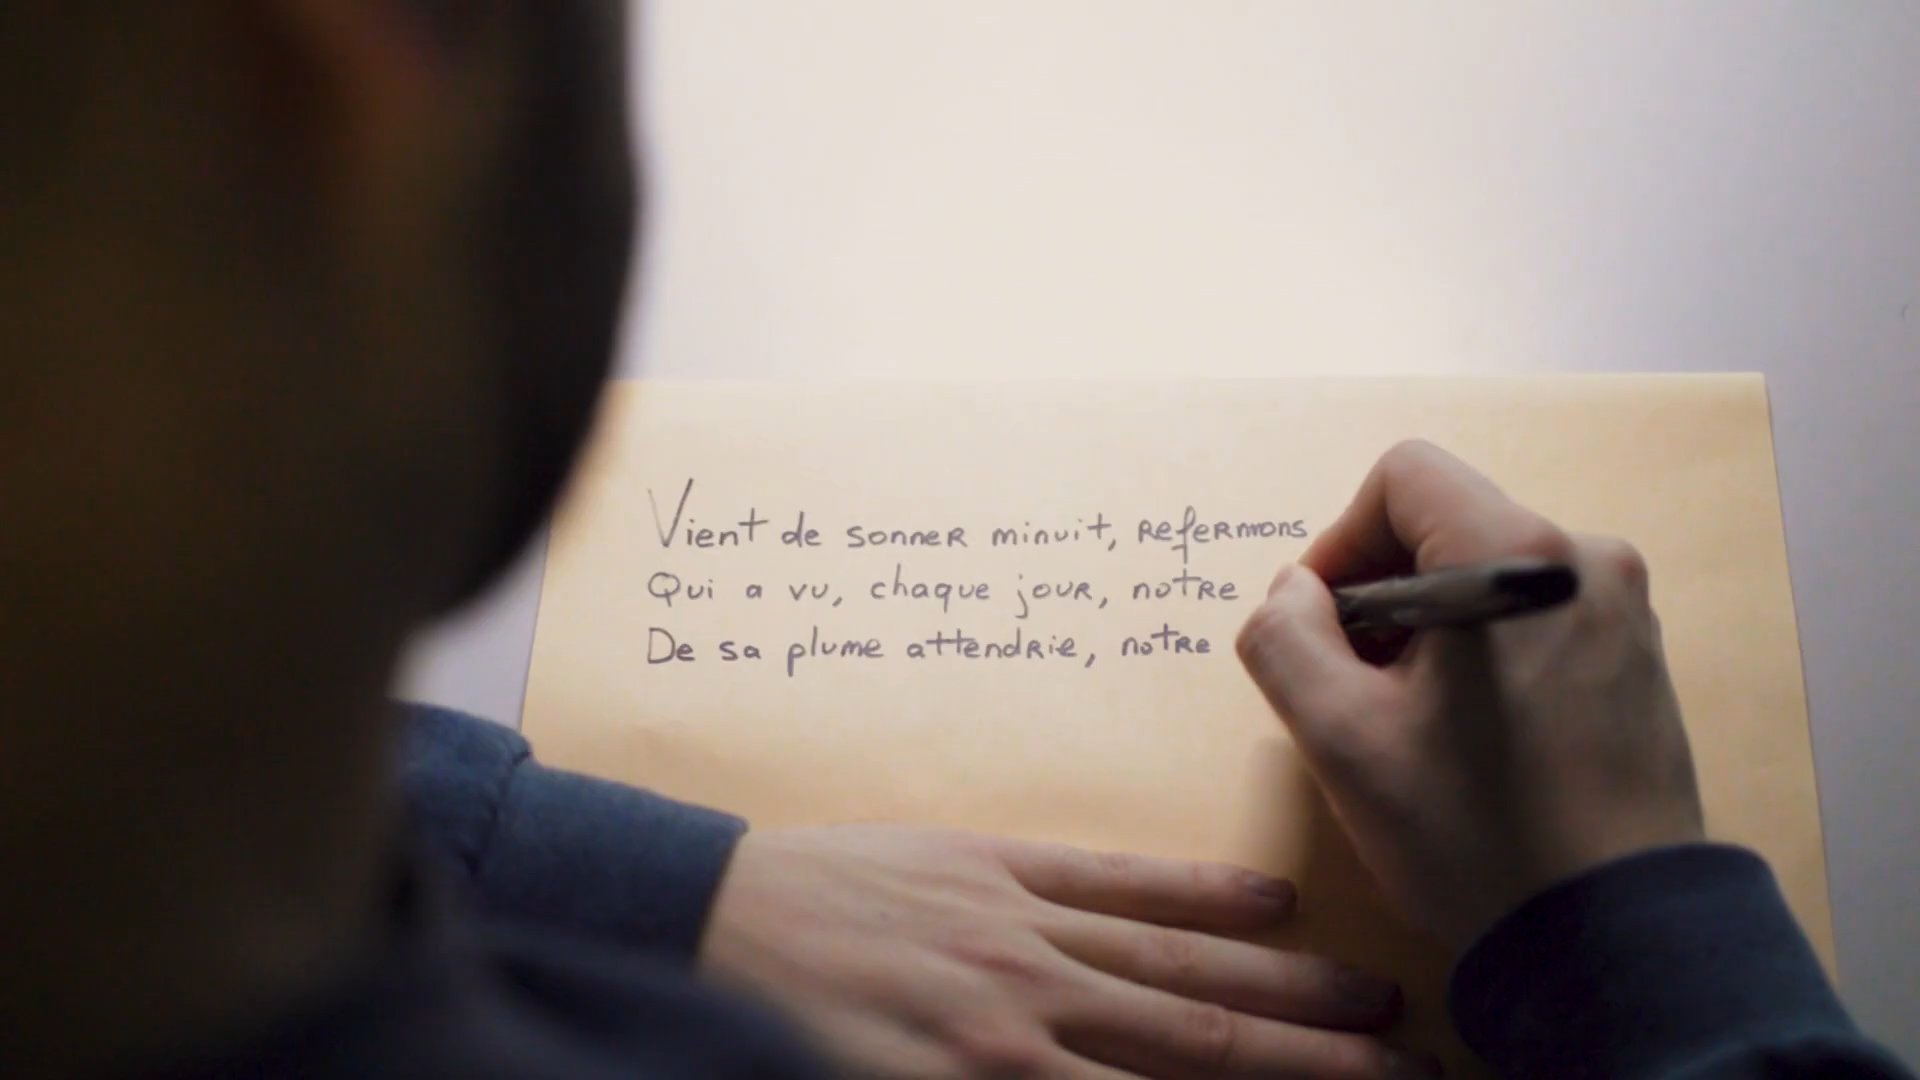 Vient de sonner minuit, refermons
Qui a vu, chaque jour, notre
De sa plume attendrie, notre